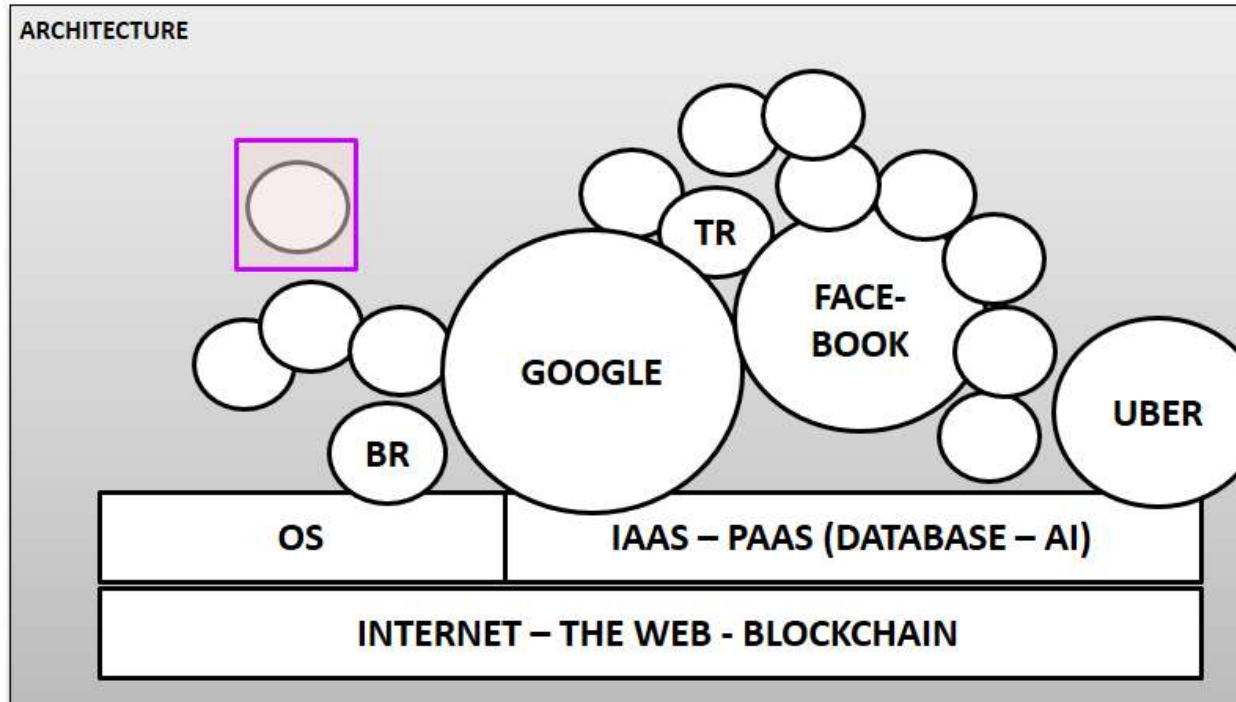 ARCHITECTURE
TR
FACE-
BOOK
GOOGLE
UBER
BR
OS
IAAS – PAAS (DATABASE – AI)
INTERNET – THE WEB - BLOCKCHAIN